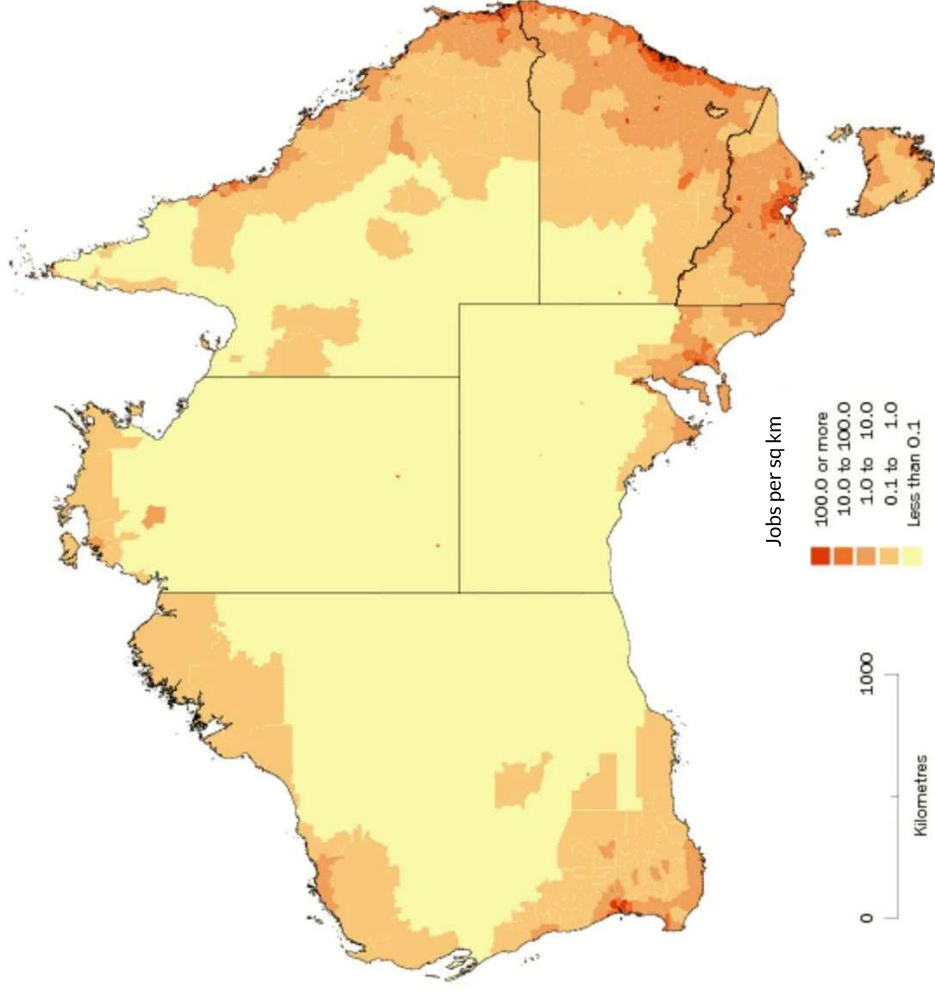 Jobs per sq km
100.0 or more
10.0 to 100.0
1.0 to 10.0
0.1 to 1.0
Less than 0.1
0 1000
Kilometres